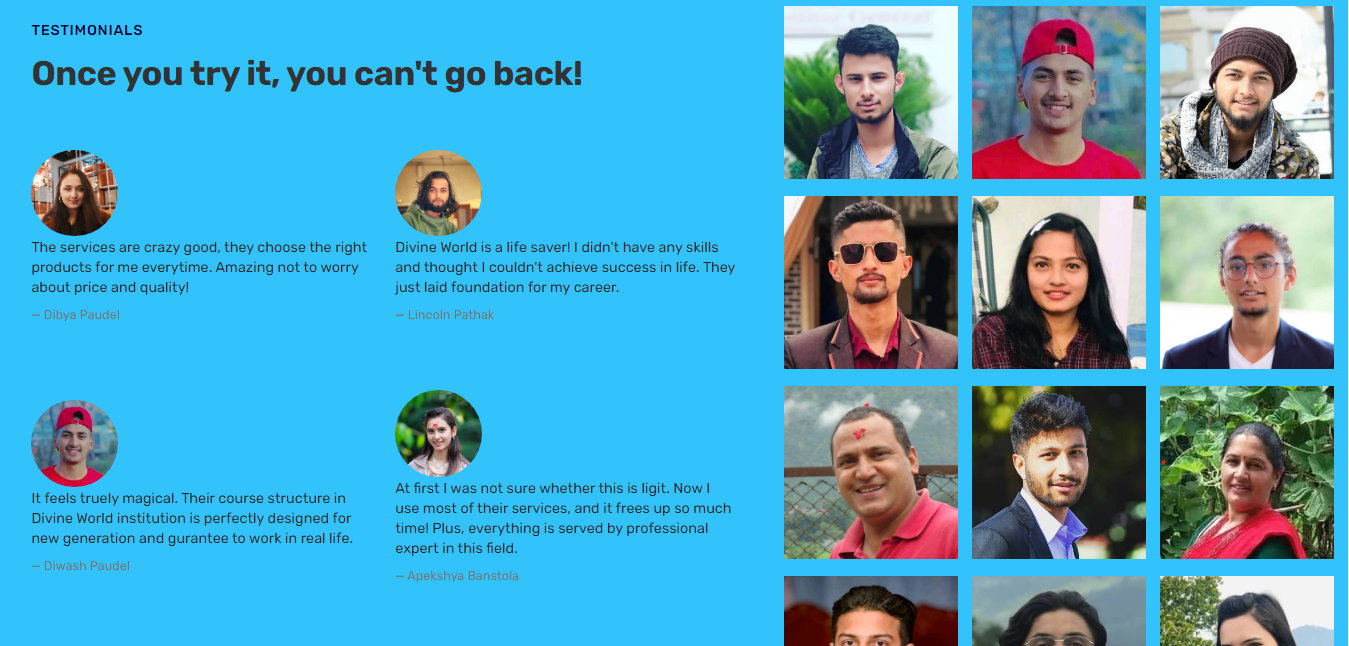 TESTIMONIALS
Once you try it, you can't go back!
The services are crazy good, they choose the right
products for me everytime. Amazing not to worry
about price and quality!
— Dibya Paudel
Divine World is a life saver! I didn't have any skills
and thought I couldn't achieve success in life. They
just laid foundation for my career.
— Lincoln Pathak
It feels truely magical. Their course structure in
Divine World institution is perfectly designed for
new generation and gurantee to work in real life.
— Diwash Paudel
At first I was not sure whether this is ligit. Now I
use most of their services, and it frees up so much
time! Plus, everything is served by professional
expert in this field.
— Apekshya Banstola